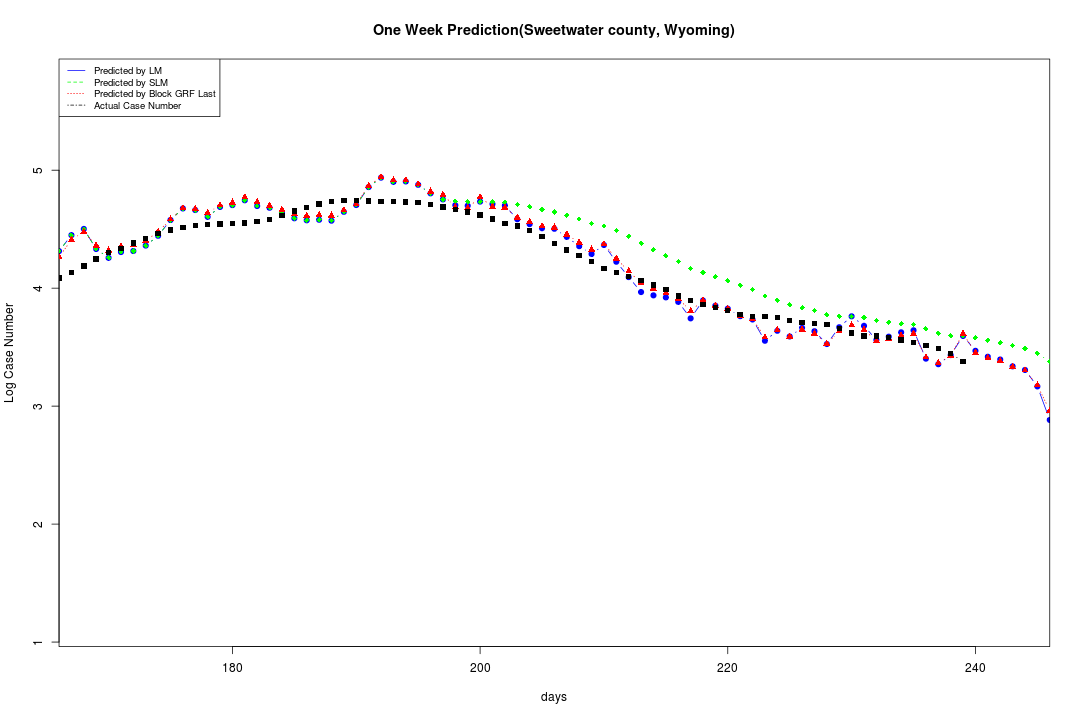 One Week Prediction(Sweetwater county, Wyoming)
Predicted by LM
Predicted by SLM
Predicted by Block GRF Last
Actual Case Number
5
4
3
2
1
Log Case Number
180
200
220
240
days